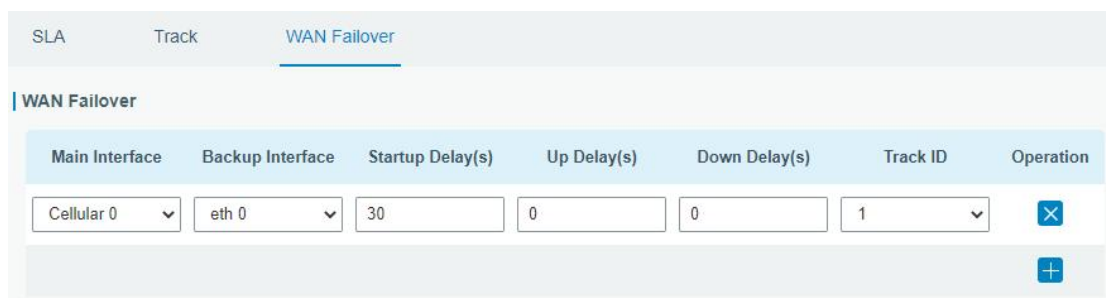 SLA Track WAN Failover
WAN Failover
Main Interface Backup Interface Startup Delay(s) Up Delay(s) Down Delay(s) Track ID Operation
Cellular 0 eth 0 30 0 0 1